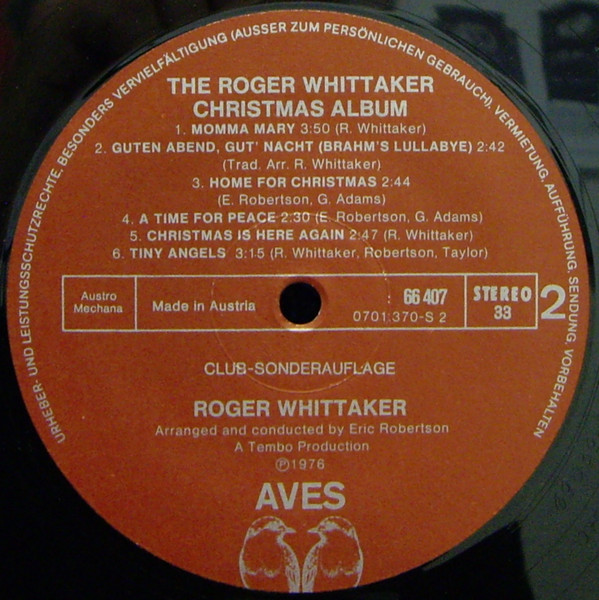 URHEBER- UND LEISTUNGSSCHUTZRECHTE, BESONDERS VERVIELFÄLTIGUNG (AUSSER ZUM PERSÖNLICHEN GEBRAUCH), VERMIETUNG, AUFFÜHRUNG, SENDUNG, VORBEHALTEN
THE ROGER WHITTAKER
CHRISTMAS ALBUM
1. MOMMA MARY 3:50 (R. Whittaker)
2. GUTEN ABEND, GUT' NACHT (BRAHM'S LULLABYE) 2:42
(Trad. Arr. R. Whittaker)
3. HOME FOR CHRISTMAS 2:44
(E. Robertson, G. Adams)
4. A TIME FOR PEACE 2:30 (E. Robertson, G. Adams)
5. CHRISTMAS IS HERE AGAIN 2:47 (R. Whittaker)
6. TINY ANGELS 3:15 (R. Whittaker, Robertson, Taylor)
Austro
Mechana
Made in Austria
: 66 407
0701:370-S 2
STEREO
33
2
CLUB-SONDERAUFLAGE
ROGER WHITTAKER
Arranged and conducted by Eric Robertson
A Tembo Production
Ⓟ1976
AVES